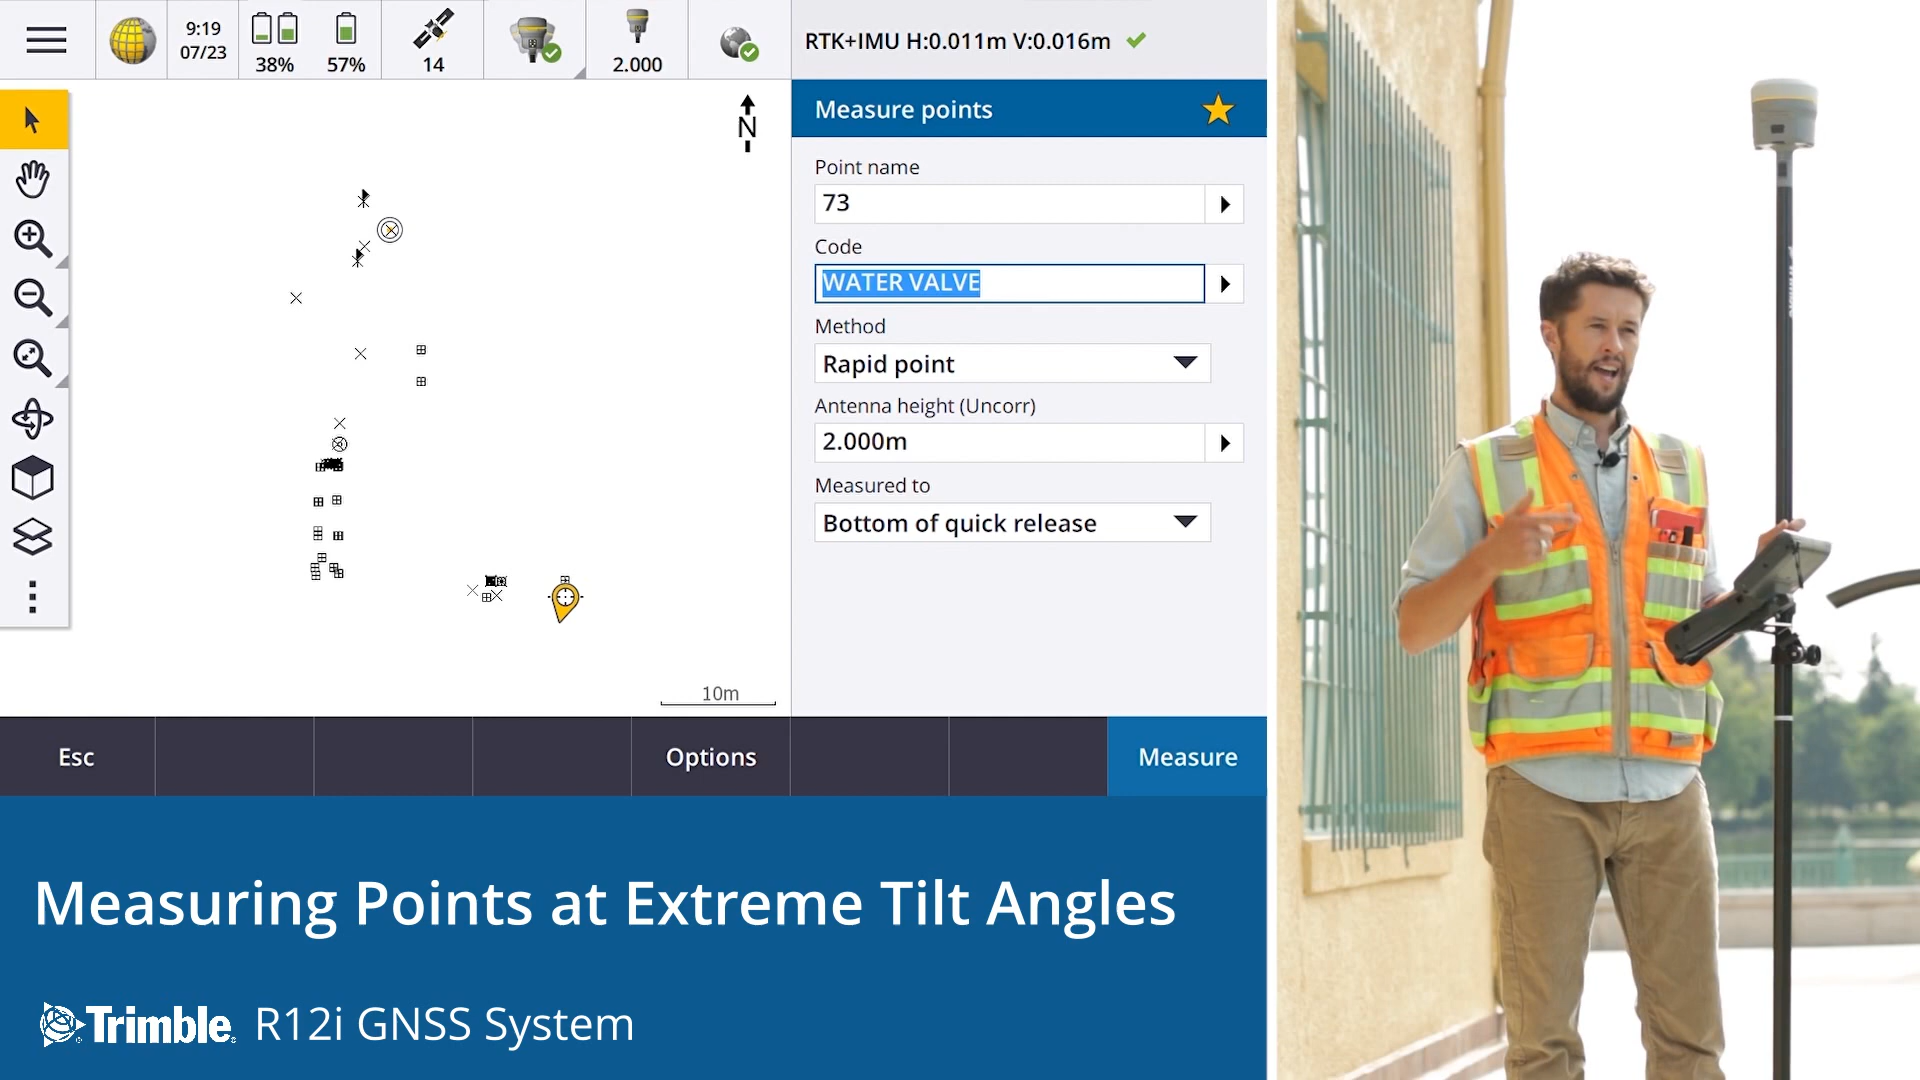 9:19
07/23
38%
57%
14
2.000
RTK+IMU H:0.011m V:0.016m
N
Measure points
Point name
73
Code
WATER VALVE
Method
Rapid point
Antenna height (Uncorr)
2.000m
Measured to
Bottom of quick release
10m
Esc
Options
Measure
Measuring Points at Extreme Tilt Angles
Trimble R12i GNSS System